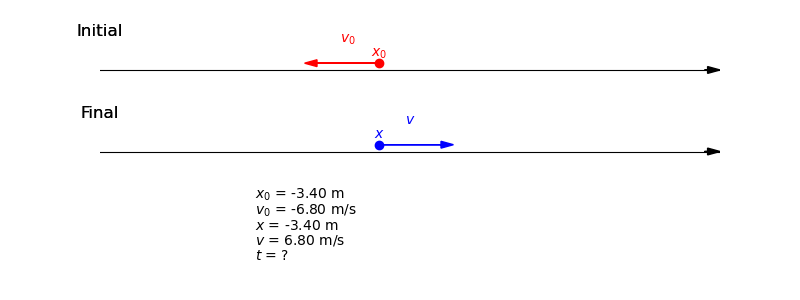 Initial
v₀
x₀
Final
v
x
x₀ = -3.40 m
v₀ = -6.80 m/s
x = -3.40 m
v = 6.80 m/s
t = ?